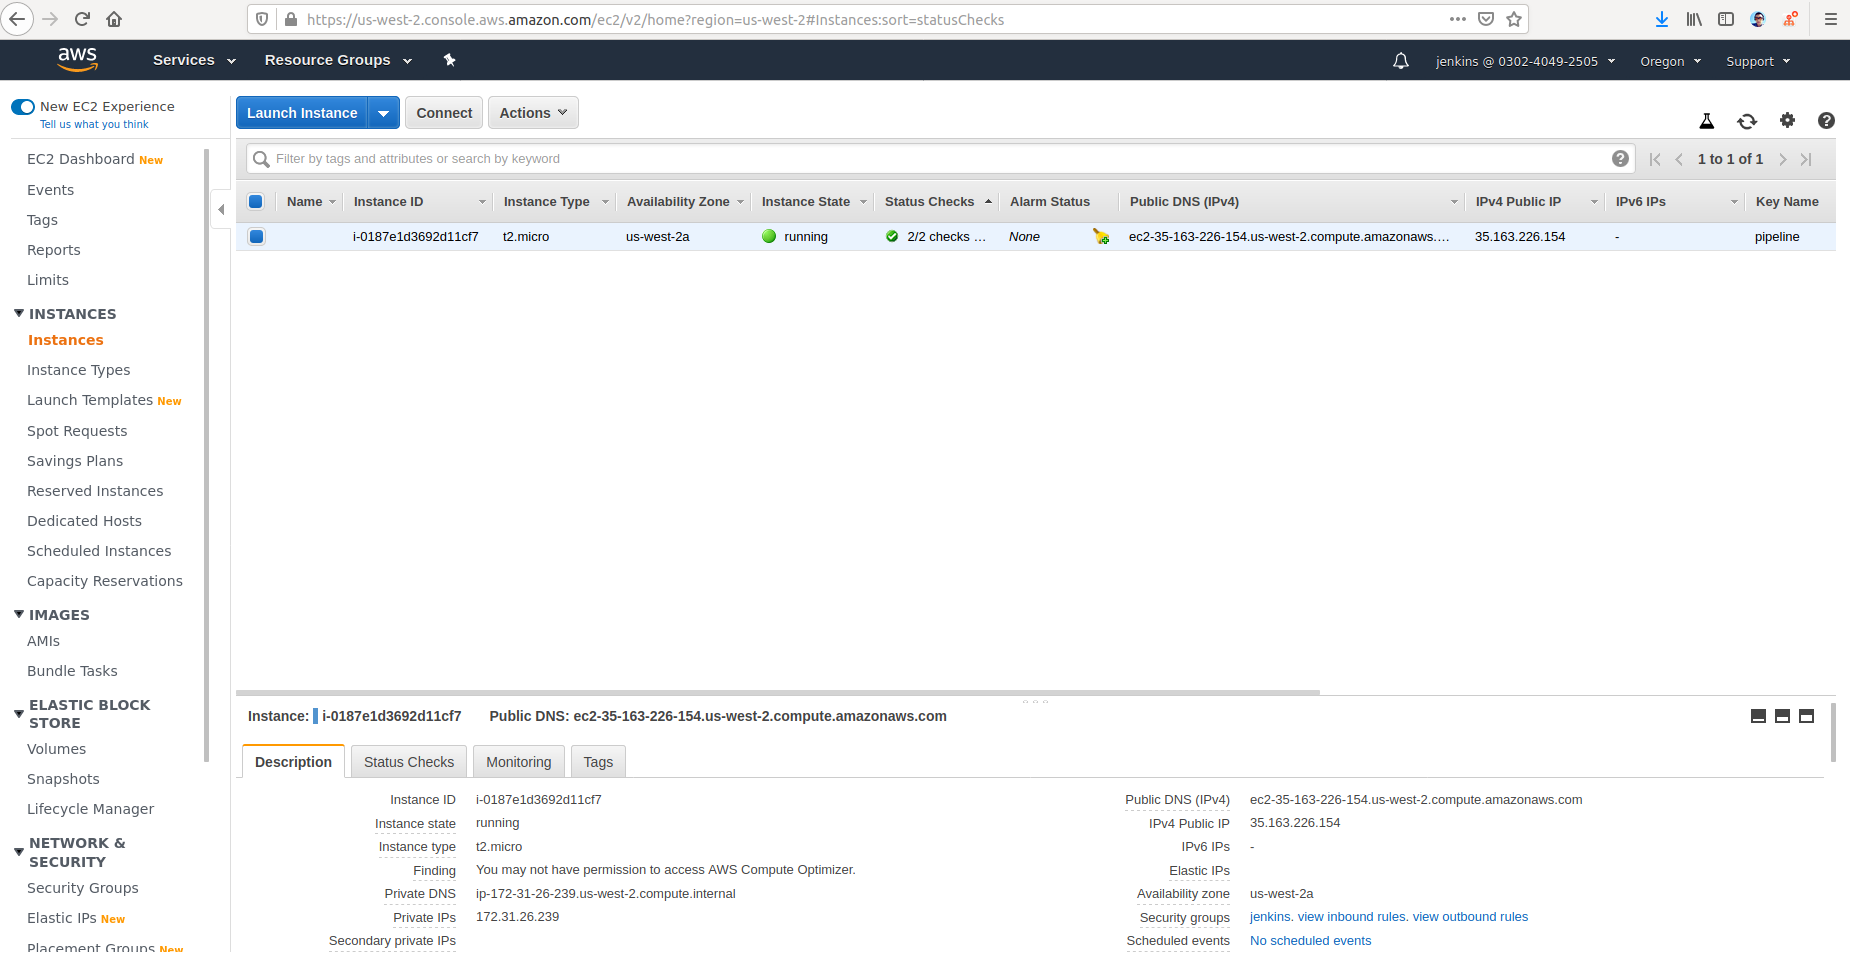 https://us-west-2.console.aws.amazon.com/ec2/v2/home?region=us-west-2#Instances:sort=statusChecks
aws Services Resource Groups jenkins @ 0302-4049-2505 Oregon Support
New EC2 Experience
Tell us what you think
EC2 Dashboard New
Events
Tags
Reports
Limits
INSTANCES
Instances
Instance Types
Launch Templates New
Spot Requests
Savings Plans
Reserved Instances
Dedicated Hosts
Scheduled Instances
Capacity Reservations
IMAGES
AMIs
Bundle Tasks
ELASTIC BLOCK
STORE
Volumes
Snapshots
Lifecycle Manager
NETWORK &
SECURITY
Security Groups
Elastic IPs New
Placement Groups New
Launch Instance Connect Actions
Filter by tags and attributes or search by keyword 1 to 1 of 1
Name Instance ID Instance Type Availability Zone Instance State Status Checks Alarm Status Public DNS (IPv4) IPv4 Public IP IPv6 IPs Key Name
i-0187e1d3692d11cf7 t2.micro us-west-2a running 2/2 checks ... None ec2-35-163-226-154.us-west-2.compute.amazonaws.... 35.163.226.154 - pipeline
Instance: i-0187e1d3692d11cf7 Public DNS: ec2-35-163-226-154.us-west-2.compute.amazonaws.com
Description Status Checks Monitoring Tags
Instance ID i-0187e1d3692d11cf7
Instance state running
Instance type t2.micro
Finding You may not have permission to access AWS Compute Optimizer.
Private DNS ip-172-31-26-239.us-west-2.compute.internal
Private IPs 172.31.26.239
Secondary private IPs
Public DNS (IPv4) ec2-35-163-226-154.us-west-2.compute.amazonaws.com
IPv4 Public IP 35.163.226.154
IPv6 IPs -
Elastic IPs
Availability zone us-west-2a
Security groups jenkins. view inbound rules. view outbound rules
Scheduled events No scheduled events